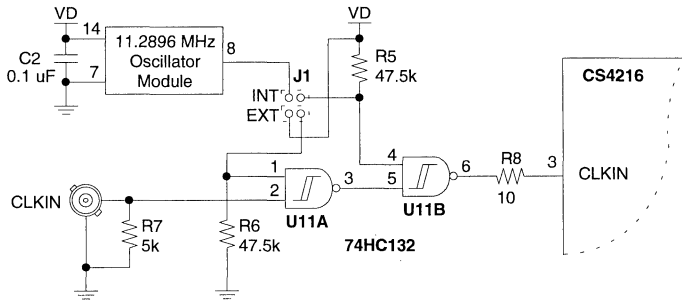 VD
VD
14
11.2896 MHz
Oscillator
Module
8
C2
0.1 uF
7
J1
R5
47.5k
INT
EXT
CS4216
4
5
6
R8
10
3
CLKIN
1
2
3
U11A
U11B
CLKIN
R7
5k
R6
47.5k
74HC132